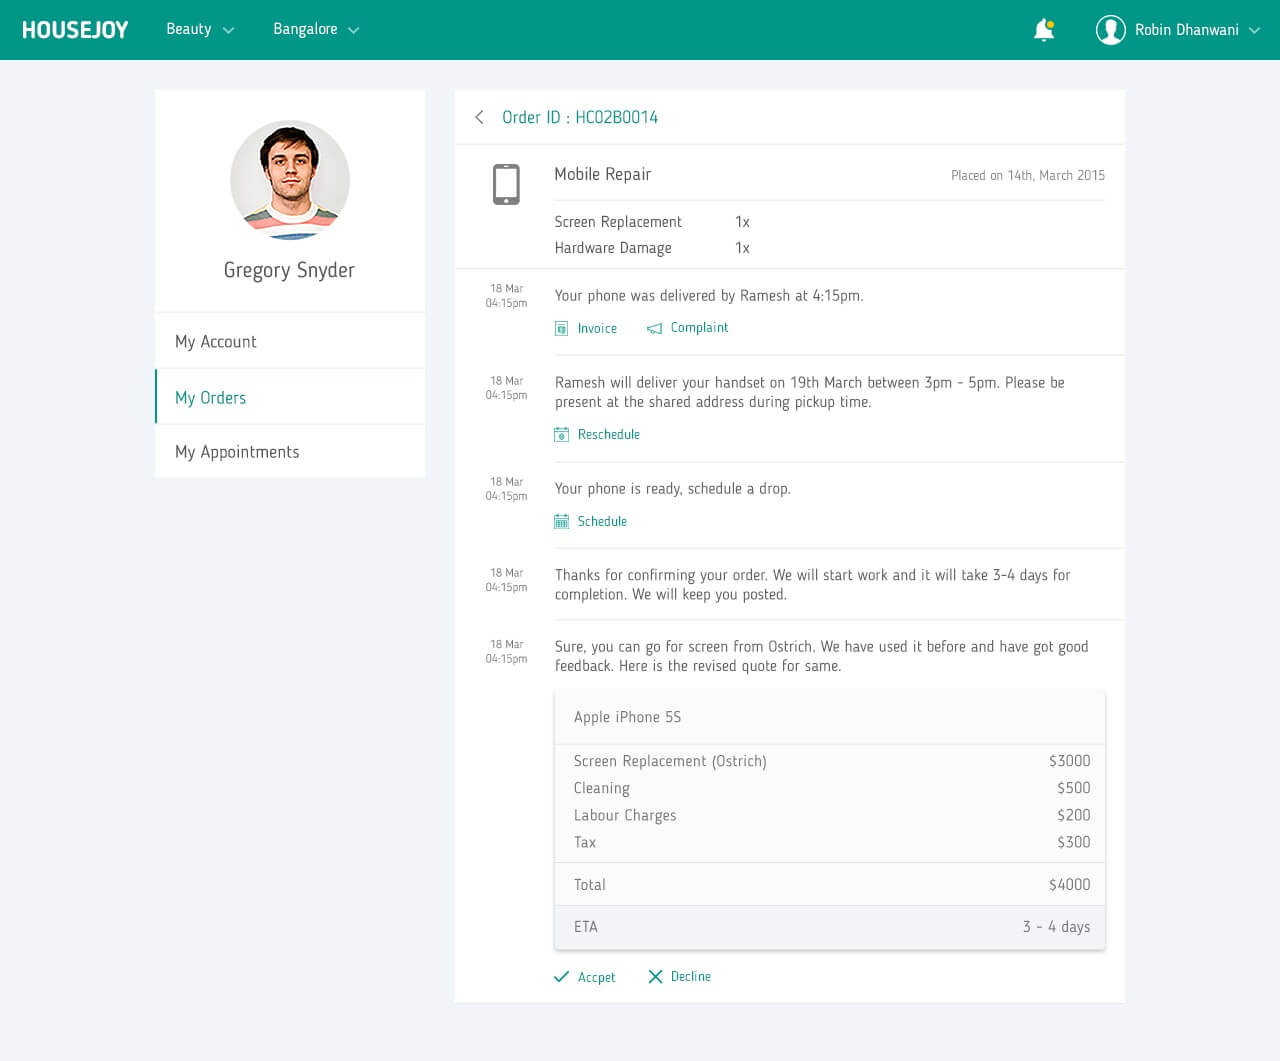 HOUSEJOY
Beauty
Bangalore
Robin Dhanwani
Gregory Snyder
My Account
My Orders
My Appointments
Order ID : HC02B0014
Mobile Repair
Placed on 14th, March 2015
Screen Replacement 1x
Hardware Damage 1x
18 Mar
04:15pm
Your phone was delivered by Ramesh at 4:15pm.
Invoice
Complaint
18 Mar
04:15pm
Ramesh will deliver your handset on 19th March between 3pm - 5pm. Please be
present at the shared address during pickup time.
Reschedule
18 Mar
04:15pm
Your phone is ready, schedule a drop.
Schedule
18 Mar
04:15pm
Thanks for confirming your order. We will start work and it will take 3-4 days for
completion. We will keep you posted.
18 Mar
04:15pm
Sure, you can go for screen from Ostrich. We have used it before and have got good
feedback. Here is the revised quote for same.
Apple iPhone 5S
Screen Replacement (Ostrich) $3000
Cleaning $500
Labour Charges $200
Tax $300
Total $4000
ETA 3 - 4 days
Accpet
Decline